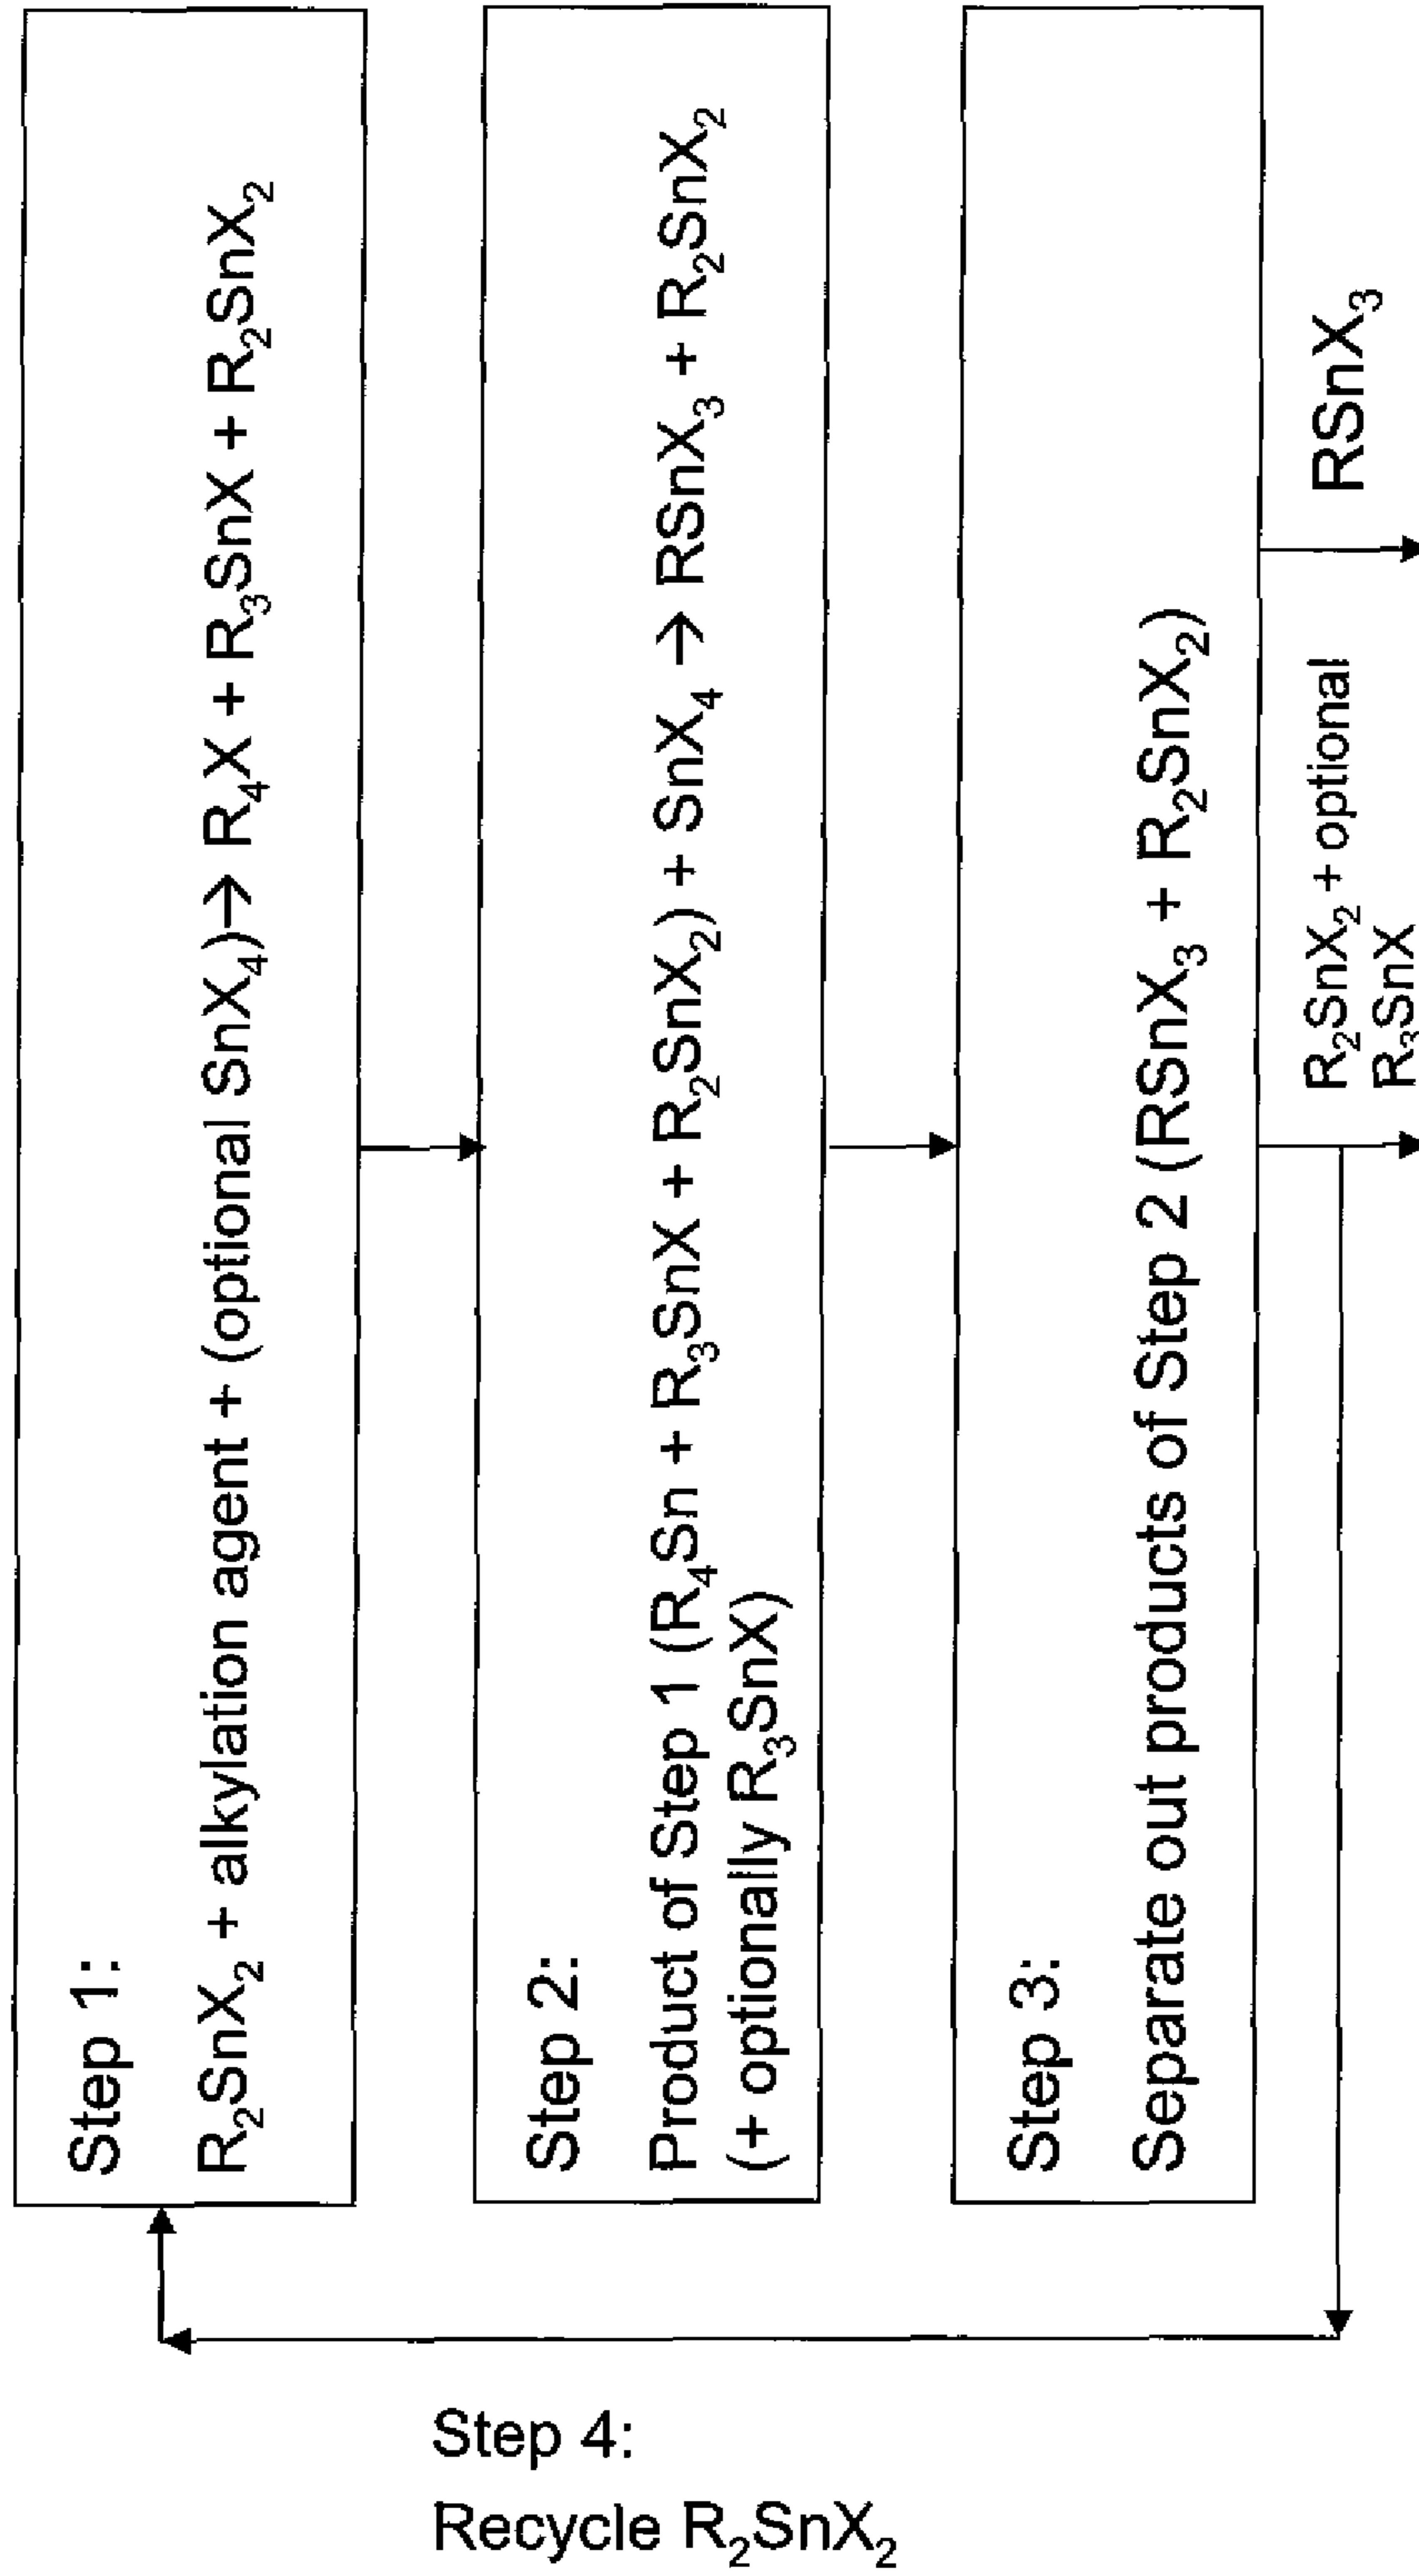 Step 1:
R₂SnX₂ + alkylation agent + (optional SnX₄)→ R₄X + R₃SnX + R₂SnX₂
Step 2:
Product of Step 1 (R₄Sn + R₃SnX + R₂SnX₂) + SnX₄ → RSnX₃ + R₂SnX₂
(+ optionally R₃SnX)
Step 3:
Separate out products of Step 2 (RSnX₃ + R₂SnX₂)
R₂SnX₂ + optional
R₃SnX
RSnX₃
Step 4:
Recycle R₂SnX₂